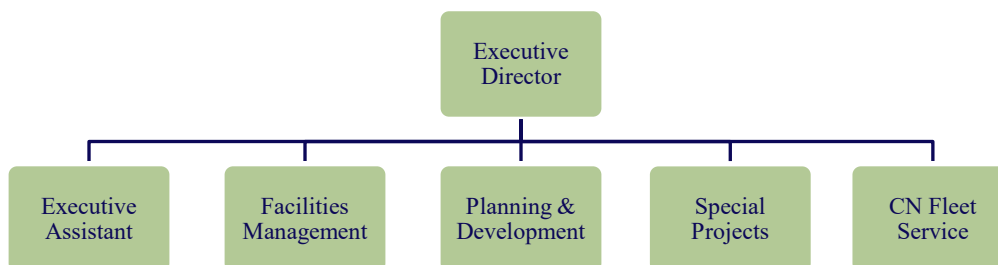 Executive
Director
Executive
Assistant
Facilities
Management
Planning &
Development
Special
Projects
CN Fleet
Service